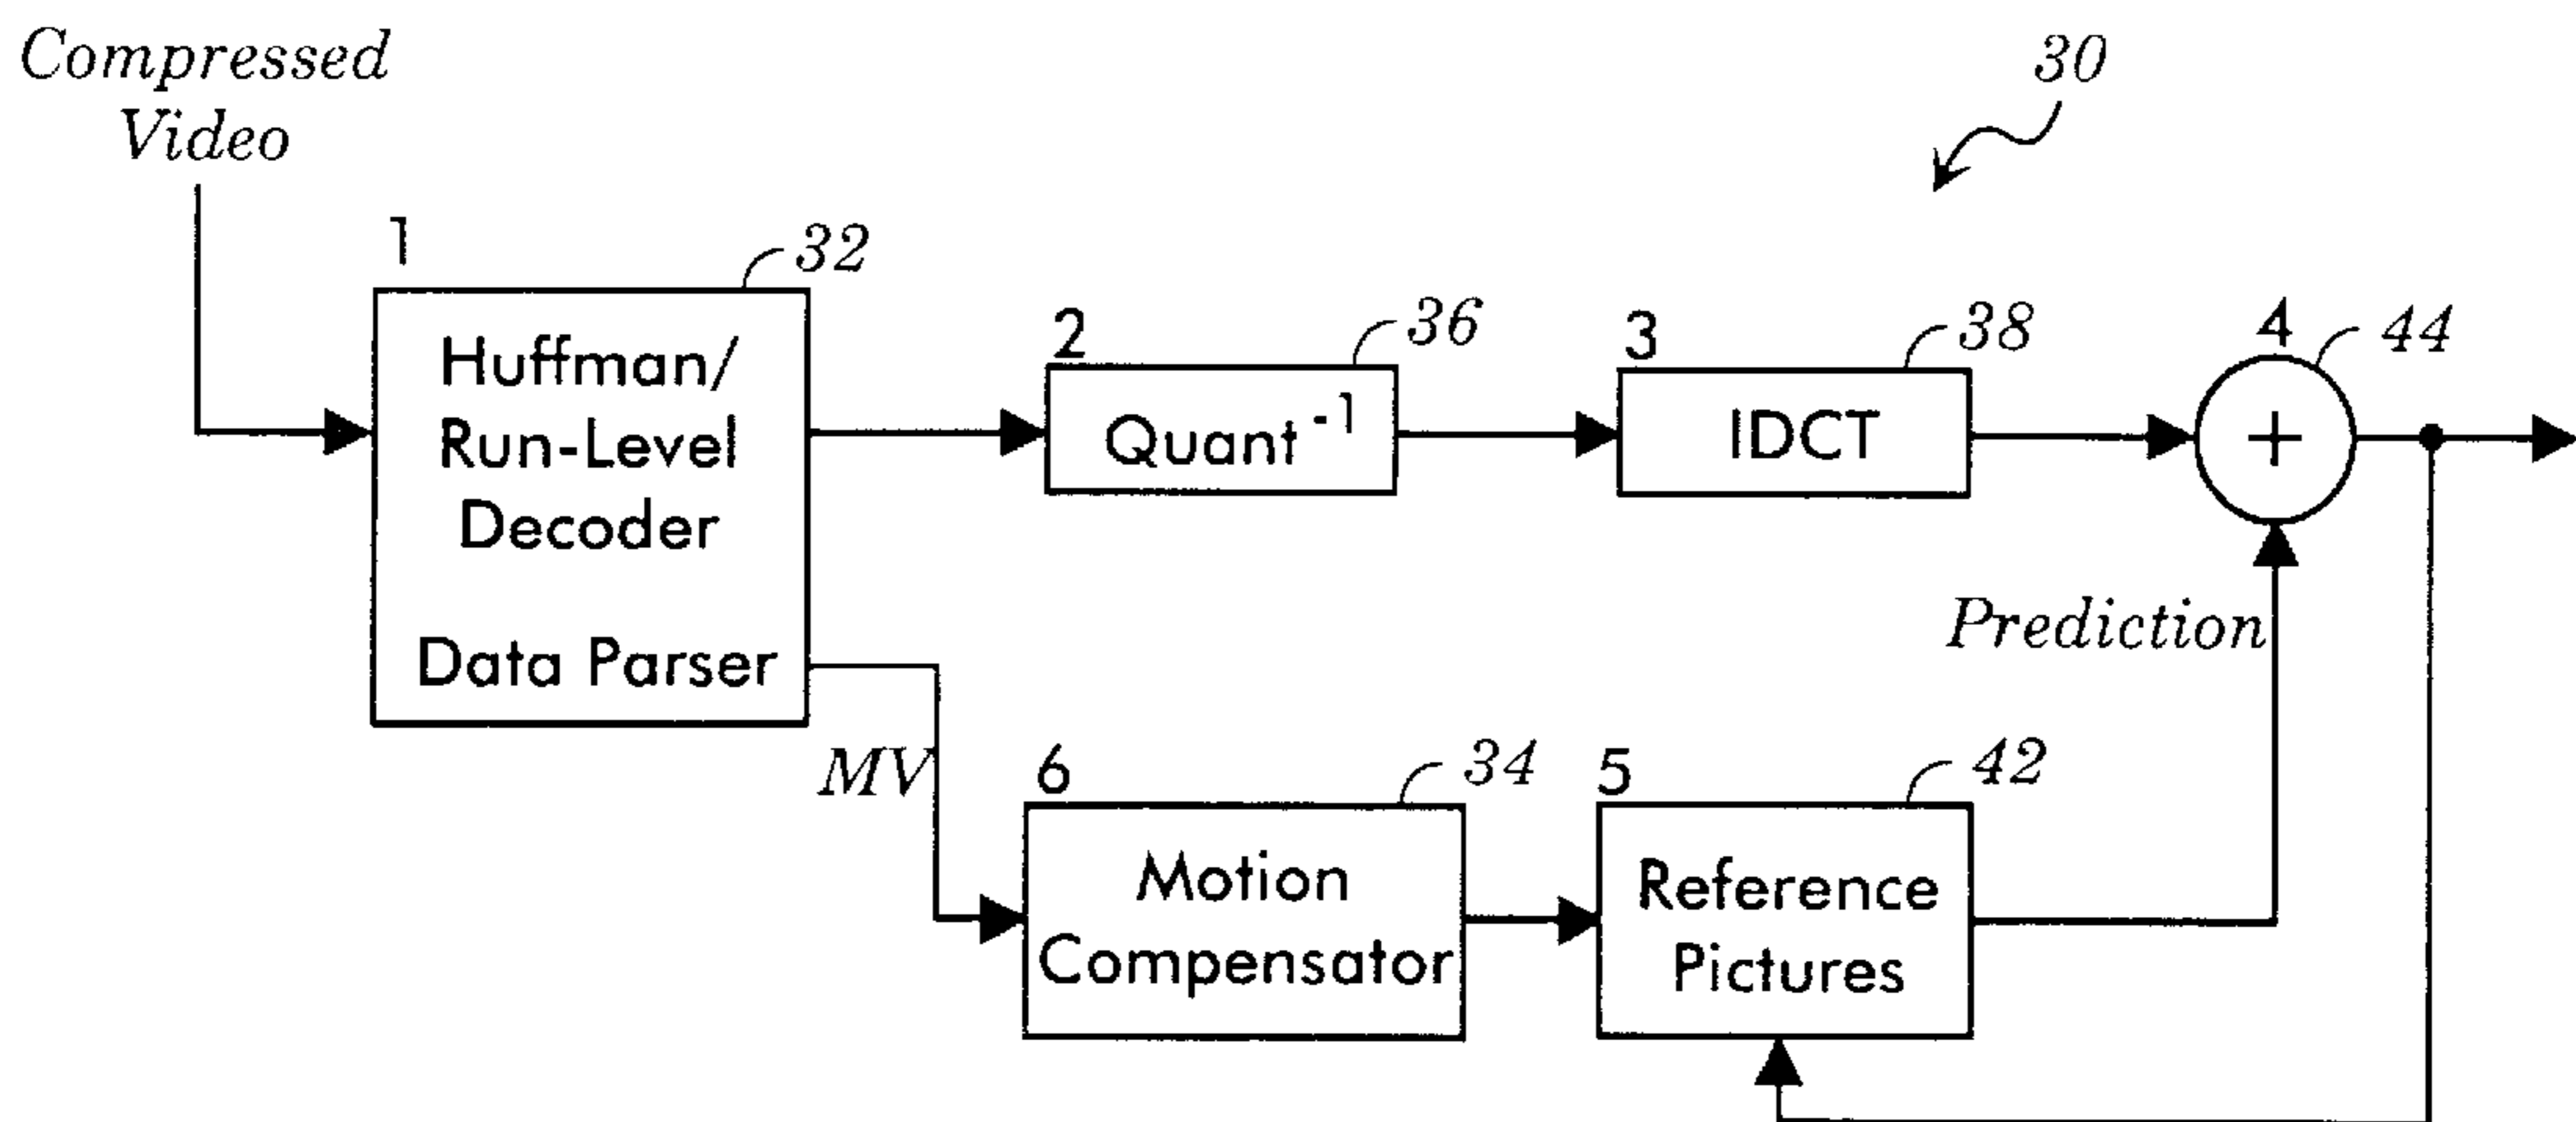 Compressed
Video
30
1
32
Huffman/
Run-Level
Decoder
Data Parser
2
36
Quant⁻¹
3
38
IDCT
4
44
+
Prediction
MV
6
34
Motion
Compensator
5
42
Reference
Pictures